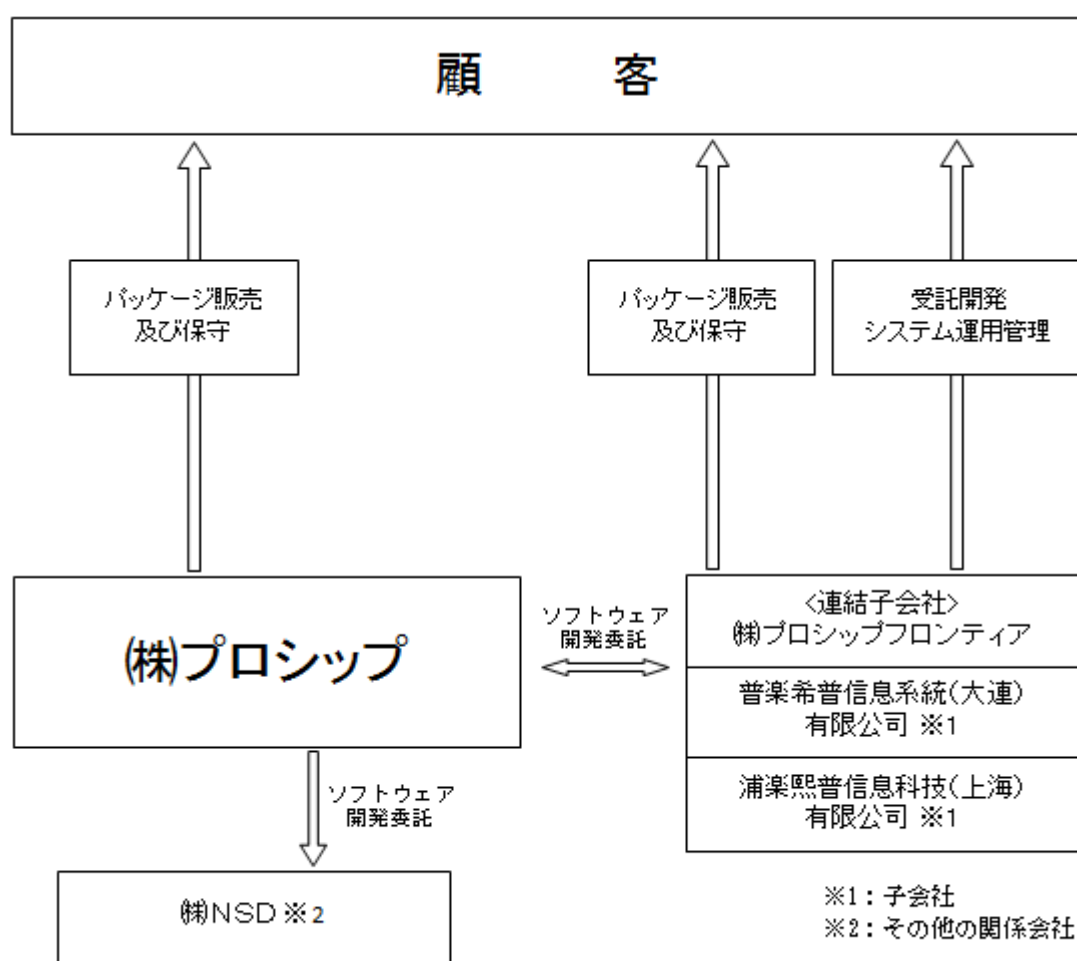 顧　客
パッケージ販売
及び保守
パッケージ販売
及び保守
受託開発
システム運用管理
㈱プロシップ
ソフトウェア
開発委託
<連結子会社>
㈱プロシップフロンティア
普楽希普信息系統(大連)
有限公司 ※1
浦楽熙普信息科技(上海)
有限公司 ※1
ソフトウェア
開発委託
㈱NSD※2
※1：子会社
※2：その他の関係会社